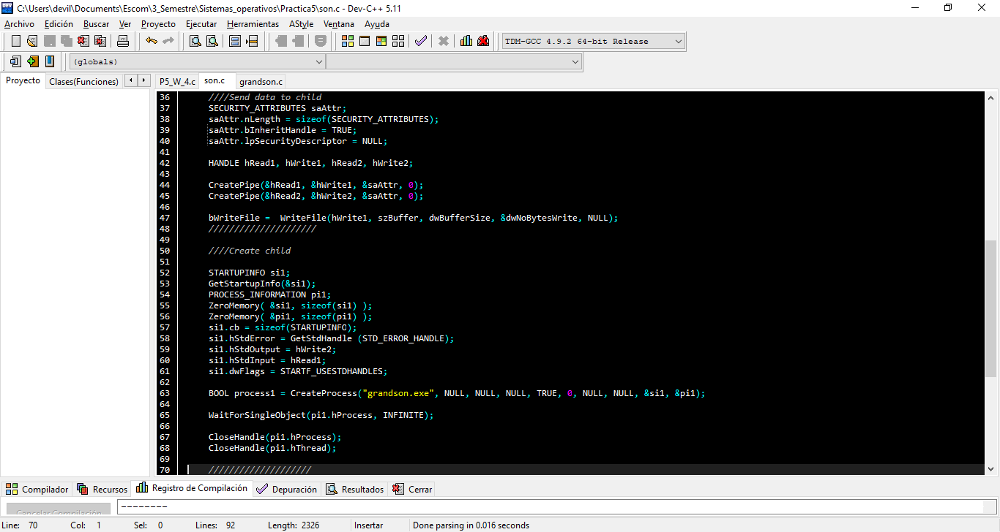 C:\Users\devil\Documents\Escom\3_Semestre\Sistemas_operativos\Practica5\son.c - Dev-C++ 5.11
Archivo Edición Buscar Ver Proyecto Ejecutar Herramientas AStyle Ventana Ayuda
TDM-GCC 4.9.2 64-bit Release
(globals)
Proyecto Clases(Funciones) P5_W_4.c son.c grandson.c
36 ////Send data to child
37 SECURITY_ATTRIBUTES saAttr;
38 saAttr.nLength = sizeof(SECURITY_ATTRIBUTES);
39 saAttr.bInheritHandle = TRUE;
40 saAttr.lpSecurityDescriptor = NULL;
41
42 HANDLE hRead1, hWrite1, hRead2, hWrite2;
43
44 CreatePipe(&hRead1, &hWrite1, &saAttr, 0);
45 CreatePipe(&hRead2, &hWrite2, &saAttr, 0);
46
47 bWriteFile =  WriteFile(hWrite1, szBuffer, dwBufferSize, &dwNoBytesWrite, NULL);
48 /////////////////////
49
50 ////Create child
51
52 STARTUPINFO si1;
53 GetStartupInfo(&si1);
54 PROCESS_INFORMATION pi1;
55 ZeroMemory( &si1, sizeof(si1) );
56 ZeroMemory( &pi1, sizeof(pi1) );
57 si1.cb = sizeof(STARTUPINFO);
58 si1.hStdError = GetStdHandle (STD_ERROR_HANDLE);
59 si1.hStdOutput = hWrite2;
60 si1.hStdInput = hRead1;
61 si1.dwFlags = STARTF_USESTDHANDLES;
62
63 BOOL process1 = CreateProcess("grandson.exe", NULL, NULL, NULL, TRUE, 0, NULL, NULL, &si1, &pi1);
64
65 WaitForSingleObject(pi1.hProcess, INFINITE);
66
67 CloseHandle(pi1.hProcess);
68 CloseHandle(pi1.hThread);
69
70 ////////////////////
Compilador Recursos Registro de Compilación Depuración Resultados Cerrar
Cancelar Compilación --------
Line: 70 Col: 1 Sel: 0 Lines: 92 Length: 2326 Insertar Done parsing in 0.016 seconds